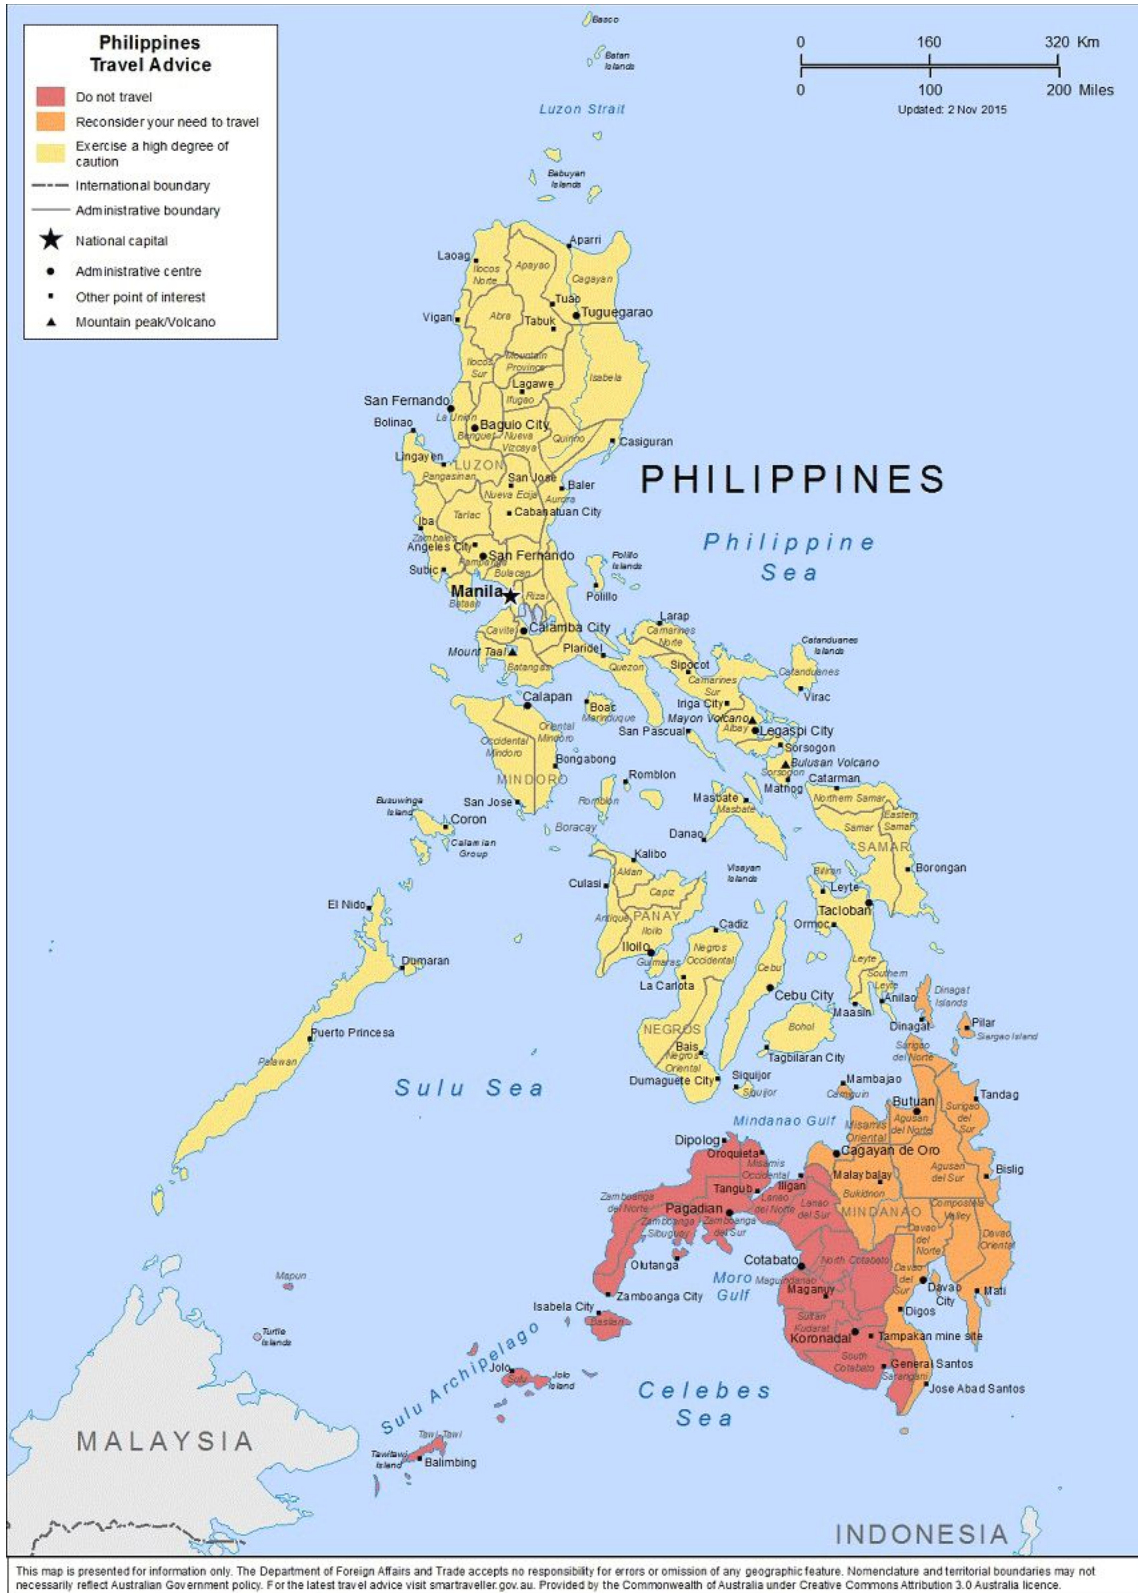 Philippines
Travel Advice
Do not travel
Reconsider your need to travel
Exercise a high degree of
caution
International boundary
Administrative boundary
National capital
Administrative centre
Other point of interest
Mountain peak/Volcano
0 160 320 Km
0 100 200 Miles
Updated: 2 Nov 2015
Basco
Batan
Islands
Luzon Strait
Babuyan
Islands
Aparri
Laoag
Ilocos
Norte
Apayao
Cagayan
Tuao
Tuguegarao
Vigan
Abra
Tabuk
Ilocos
Sur
Mountain
Province
Isabela
Lagawe
Ifugao
San Fernando
La Union
Bolinao
Baguio City
Benguet
Nueva
Vizcaya
Quirino
Casiguran
Lingayen
LUZON
Pangasinan
San Jose
Nueva Ecija
Baler
Aurora
PHILIPPINES
Tarlac
Cabanatuan City
Iba
Zambales
Angeles City
San Fernando
Pampanga
Bulacan
Subic
Philippine
Sea
Polillo
Islands
Polillo
Manila
Bataan
Rizal
Cavite
Calamba City
Larap
Camarines
Norte
Catanduanes
Islands
Mount Taal
Batangas
Plaridel
Quezon
Sipocot
Camarines
Sur
Catanduanes
Virac
Calapan
Boac
Marinduque
Iriga City
Mayon Volcano
San Pascual
Albay
Legaspi City
Occidental
Mindoro
Oriental
Mindoro
Sorsogon
Bulusan Volcano
Sorsogon
Bongabong
MINDORO
Romblon
Matnog
Catarman
Busuwinga
Island
San Jose
Romblon
Masbate
Masbate
Northern Samar
Coron
Boracay
Eastern
Samar
Samar
SAMAR
Calamian
Group
Danao
Kalibo
Aklan
Visayan
Islands
Biliran
Borongan
Culasi
Capiz
Leyte
El Nido
Antique
PANAY
Iloilo
Tacloban
Cadiz
Ormoc
Iloilo
Guimaras
Negros
Occidental
Dumaran
Cebu
Leyte
Southern
Leyte
La Carlota
Cebu City
Anilao
Dinagat
Islands
Maasin
Puerto Princesa
NEGROS
Bohol
Dinagat
Pilar
Siargao Island
Palawan
Bais
Negros
Oriental
Tagbilaran City
Surigao
del Norte
Sulu Sea
Dumaguete City
Siquijor
Siquijor
Mambajao
Camiguin
Tandag
Butuan
Mindanao Gulf
Misamis
Oriental
Agusan
del Norte
Surigao
del Sur
Dipolog
Oroquieta
Misamis
Occidental
Cagayan de Oro
Malaybalay
Agusan
del Sur
Bislig
Tangub
Iligan
Bukidnon
Zamboanga
del Norte
Lanao
del Norte
Lanao
del Sur
MINDANAO
Compostela
Valley
Pagadian
Zamboanga
Sibuguay
Zamboanga
del Sur
Davao
del
Norte
Davao
Oriental
Cotabato
North Cotabato
Olutanga
Moro
Gulf
Maguindanao
Davao
del
Sur
Davao
City
Mati
Mapun
Maganuy
Zamboanga City
Isabela City
Digos
Basilan
Sultan
Kudarat
Koronadal
Tampakan mine site
Turtle
Islands
Sulu Archipelago
South
Cotabato
General Santos
Sarangani
Jolo
Sulu
Jolo
Island
Celebes
Sea
Jose Abad Santos
MALAYSIA
Tawi-Tawi
Tawitawi
Island
Balimbing
INDONESIA
This map is presented for information only. The Department of Foreign Affairs and Trade accepts no responsibility for errors or omission of any geographic feature. Nomenclature and territorial boundaries may not
necessarily reflect Australian Government policy. For the latest travel advice visit smartraveller.gov.au. Provided by the Commonwealth of Australia under Creative Commons Attribution 3.0 Australia licence.